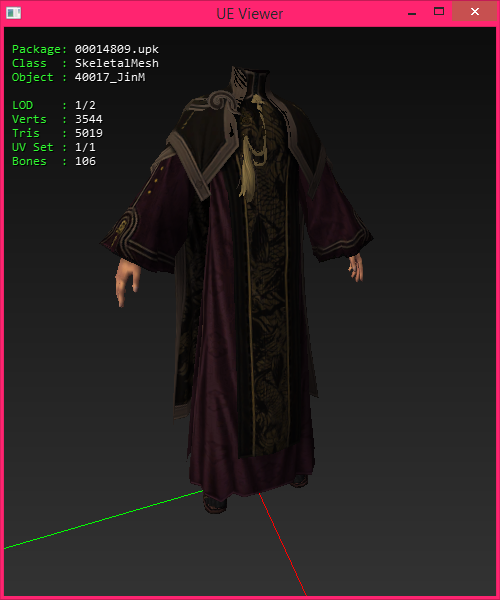 UE Viewer
Package: 00014809.upk
Class  : SkeletalMesh
Object : 40017_JinM
LOD    : 1/2
Verts  : 3544
Tris   : 5019
UV Set : 1/1
Bones  : 106